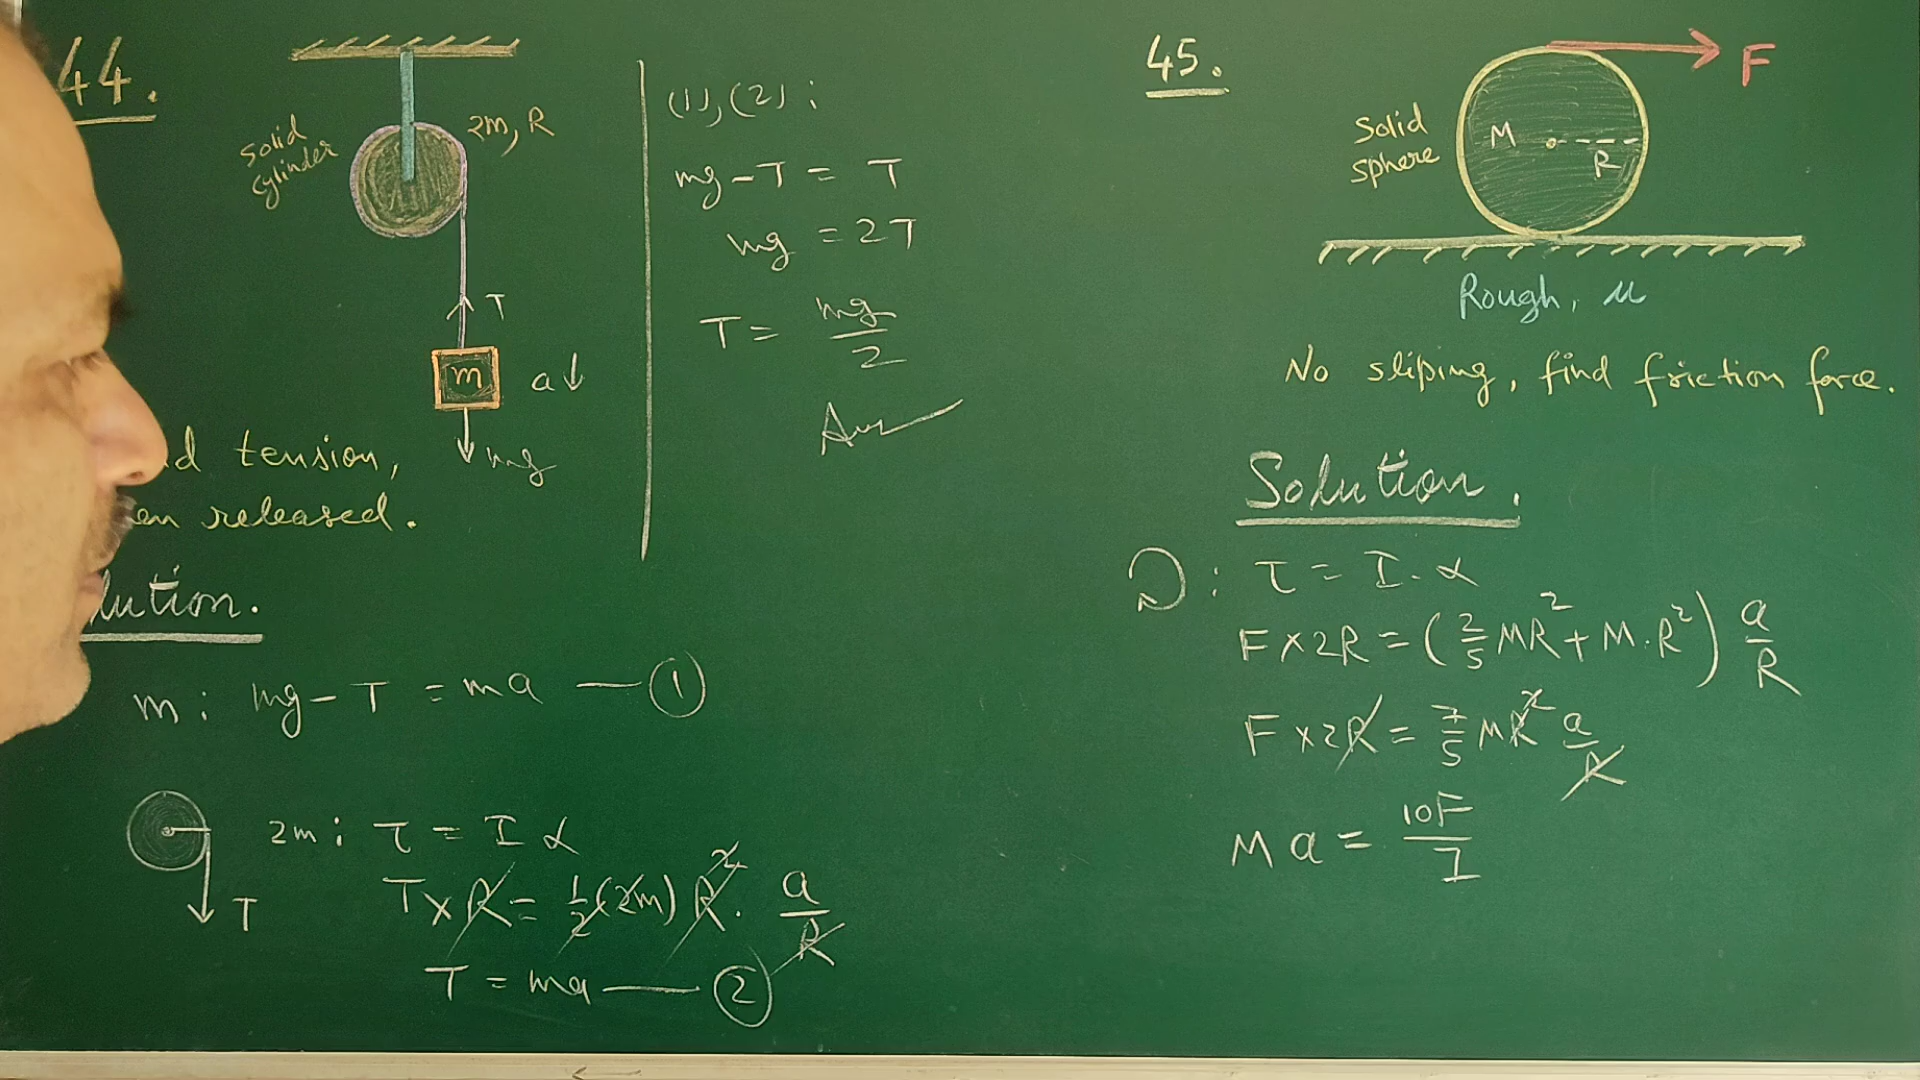 44.
Solid
cylinder
2m, R
T
m
a↓
mg
d tension,
en released.
lution.
m : mg - T = ma — ①
2m : τ = I α
T × R = 1/2 (2m) R² . a/R
T = ma — ②
T
(1), (2) :
mg - T = T
mg = 2T
T = mg/2
Ans
45.
F
Solid
sphere
M
R
Rough, μ
No sliping, find friction force.
Solution.
: τ = I . α
F × 2R = (2/5 MR² + M.R²) a/R
F × 2R = 7/5 MR² a/R
Ma = 10F/7